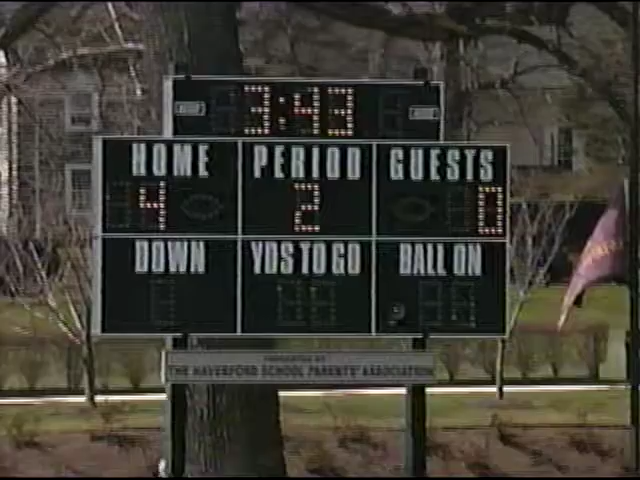 3:43
HOME PERIOD GUESTS
4 2 0
DOWN YDS TO GO BALL ON
PRESENTED BY
THE HAVERFORD SCHOOL PARENTS' ASSOCIATION